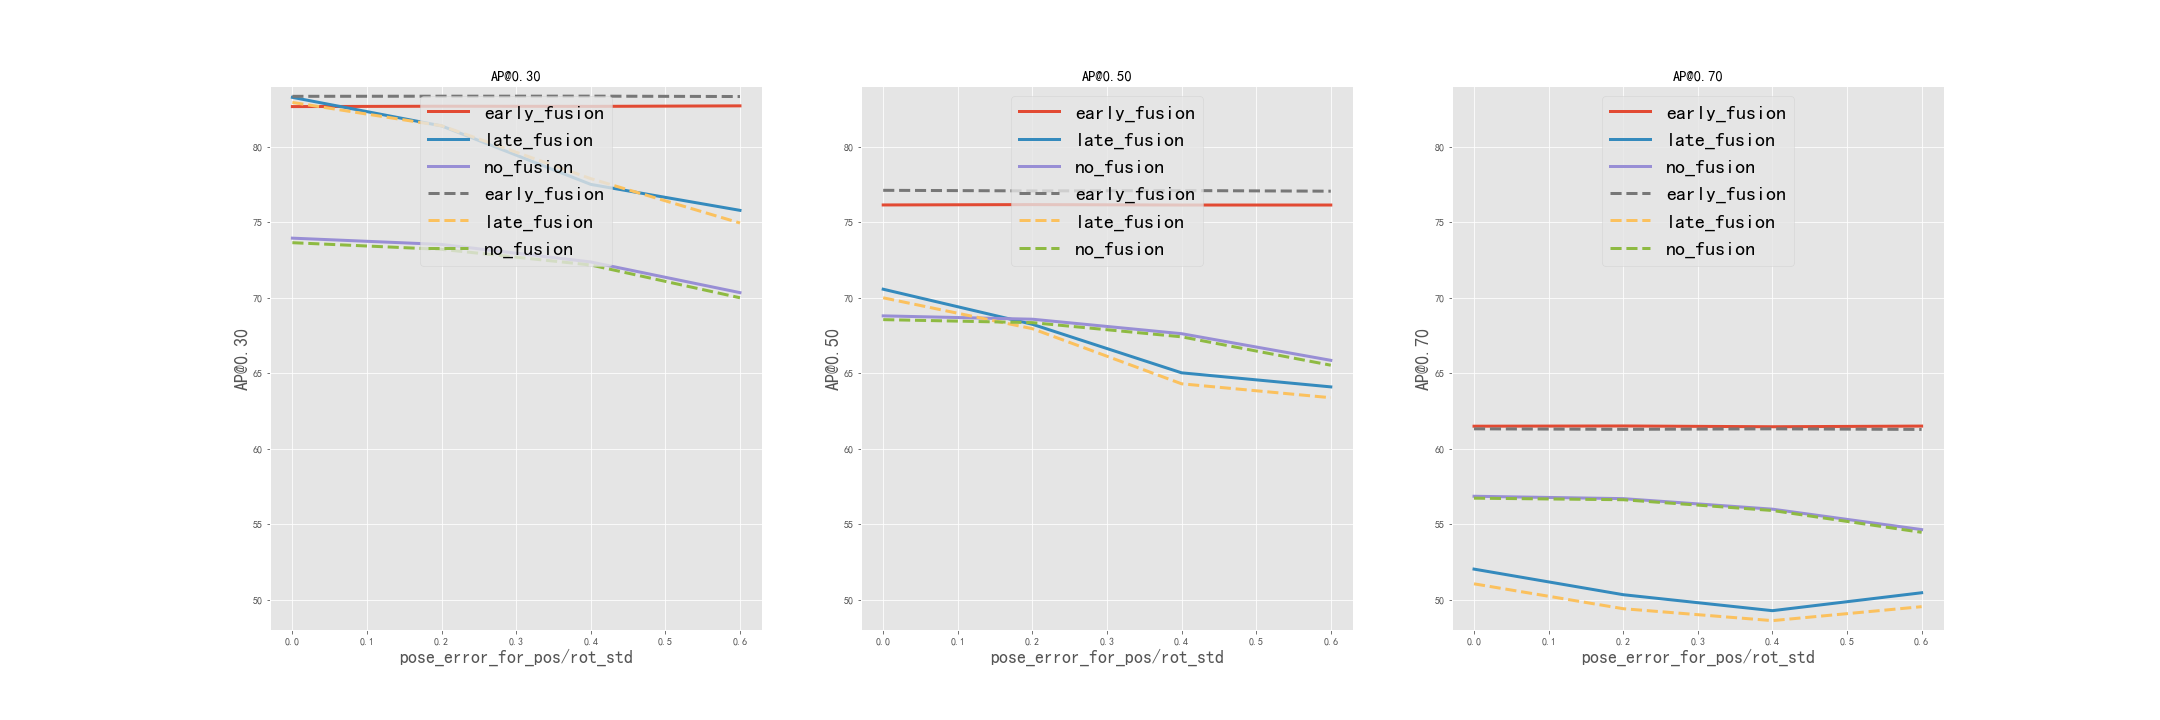 AP@0.30
early_fusion
late_fusion
no_fusion
early_fusion
late_fusion
no_fusion
80
75
70
65
60
55
50
AP@0.30
0.0 0.1 0.2 0.3 0.4 0.5 0.6
pose_error_for_pos/rot_std
AP@0.50
early_fusion
late_fusion
no_fusion
early_fusion
late_fusion
no_fusion
80
75
70
65
60
55
50
AP@0.50
0.0 0.1 0.2 0.3 0.4 0.5 0.6
pose_error_for_pos/rot_std
AP@0.70
early_fusion
late_fusion
no_fusion
early_fusion
late_fusion
no_fusion
80
75
70
65
60
55
50
AP@0.70
0.0 0.1 0.2 0.3 0.4 0.5 0.6
pose_error_for_pos/rot_std